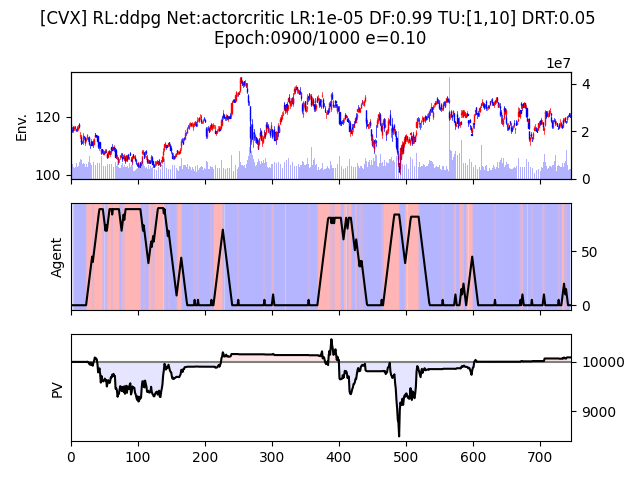 [CVX] RL:ddpg Net:actorcritic LR:1e-05 DF:0.99 TU:[1,10] DRT:0.05
Epoch:0900/1000 e=0.10
1e7
Env.
120
100
4
2
0
Agent
50
0
PV
10000
9000
0 100 200 300 400 500 600 700